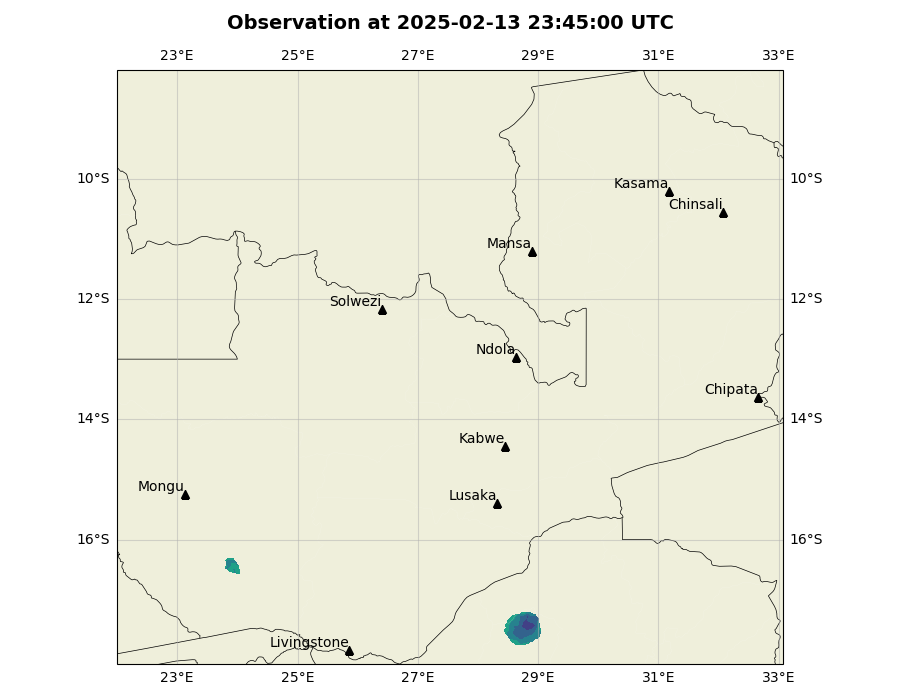 Observation at 2025-02-13 23:45:00 UTC
23°E 25°E 27°E 29°E 31°E 33°E
10°S 10°S
Kasama
Chinsali
Mansa
12°S 12°S
Solwezi
Ndola
Chipata
14°S 14°S
Kabwe
Mongu
Lusaka
16°S 16°S
Livingstone
23°E 25°E 27°E 29°E 31°E 33°E